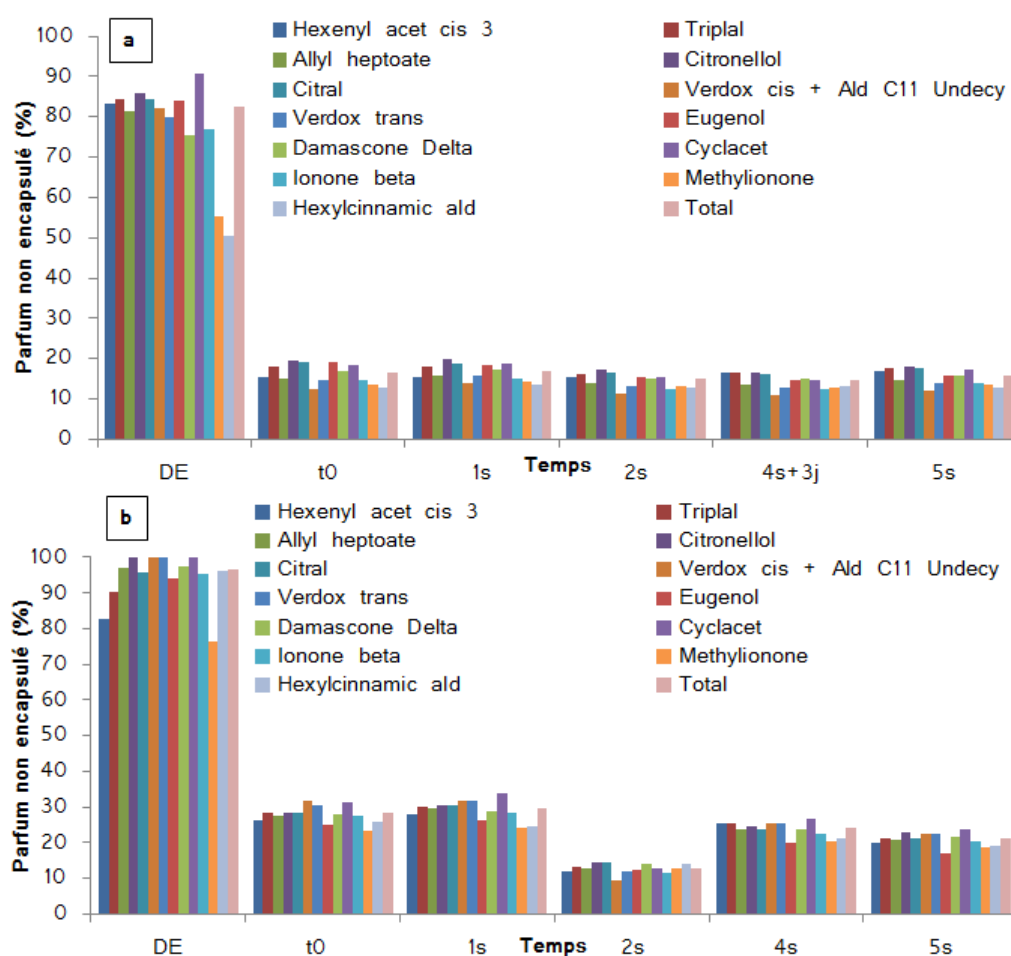 a
Hexenyl acet cis 3
Triplal
Allyl heptoate
Citronellol
Citral
Verdox cis + Ald C11 Undecy
Verdox trans
Eugenol
Damascone Delta
Cyclacet
Ionone beta
Methylionone
Hexylcinnamic ald
Total
Parfum non encapsulé (%)
100
90
80
70
60
50
40
30
20
10
0
DE t0 1s 2s 4s+3j 5s
Temps
b
Hexenyl acet cis 3
Triplal
Allyl heptoate
Citronellol
Citral
Verdox cis + Ald C11 Undecy
Verdox trans
Eugenol
Damascone Delta
Cyclacet
Ionone beta
Methylionone
Hexylcinnamic ald
Total
Parfum non encapsulé (%)
100
90
80
70
60
50
40
30
20
10
0
DE t0 1s 2s 4s 5s
Temps